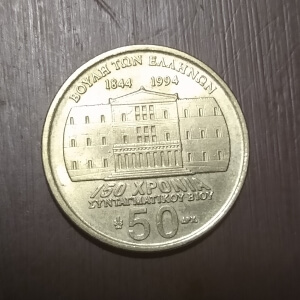 ΒΟΥΛΗ ΤΩΝ ΕΛΛΗΝΩΝ
1844 1994
150 ΧΡΟΝΙΑ
ΣΥΝΤΑΓΜΑΤΙΚΟΥ ΒΙΟΥ
50 ΔΡΧ.